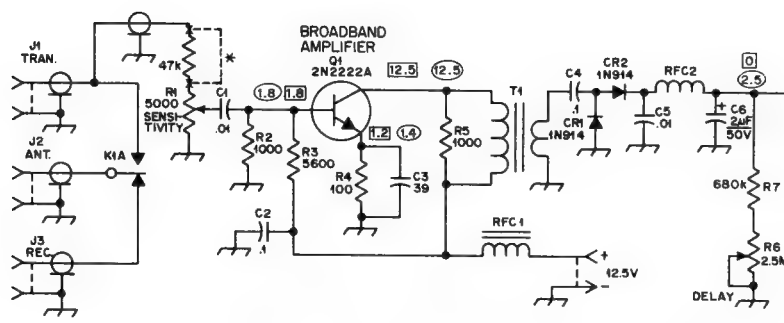 BROADBAND
AMPLIFIER
Q1
2N2222A
J1
TRAN.
47k
*
R1
5000
SENSI-
TIVITY
C1
.01
1.8
1.8
12.5
12.5
1.2
1.4
R2
1000
R3
5600
R4
100
C3
39
R5
1000
T1
C4
.1
CR2
1N914
CR1
1N914
RFC2
C5
.01
C6
+
2µF
50V
0
2.5
J2
ANT.
K1A
J3
REC.
C2
.1
RFC1
+
12.5V
-
680k
R7
R6
2.5M
DELAY